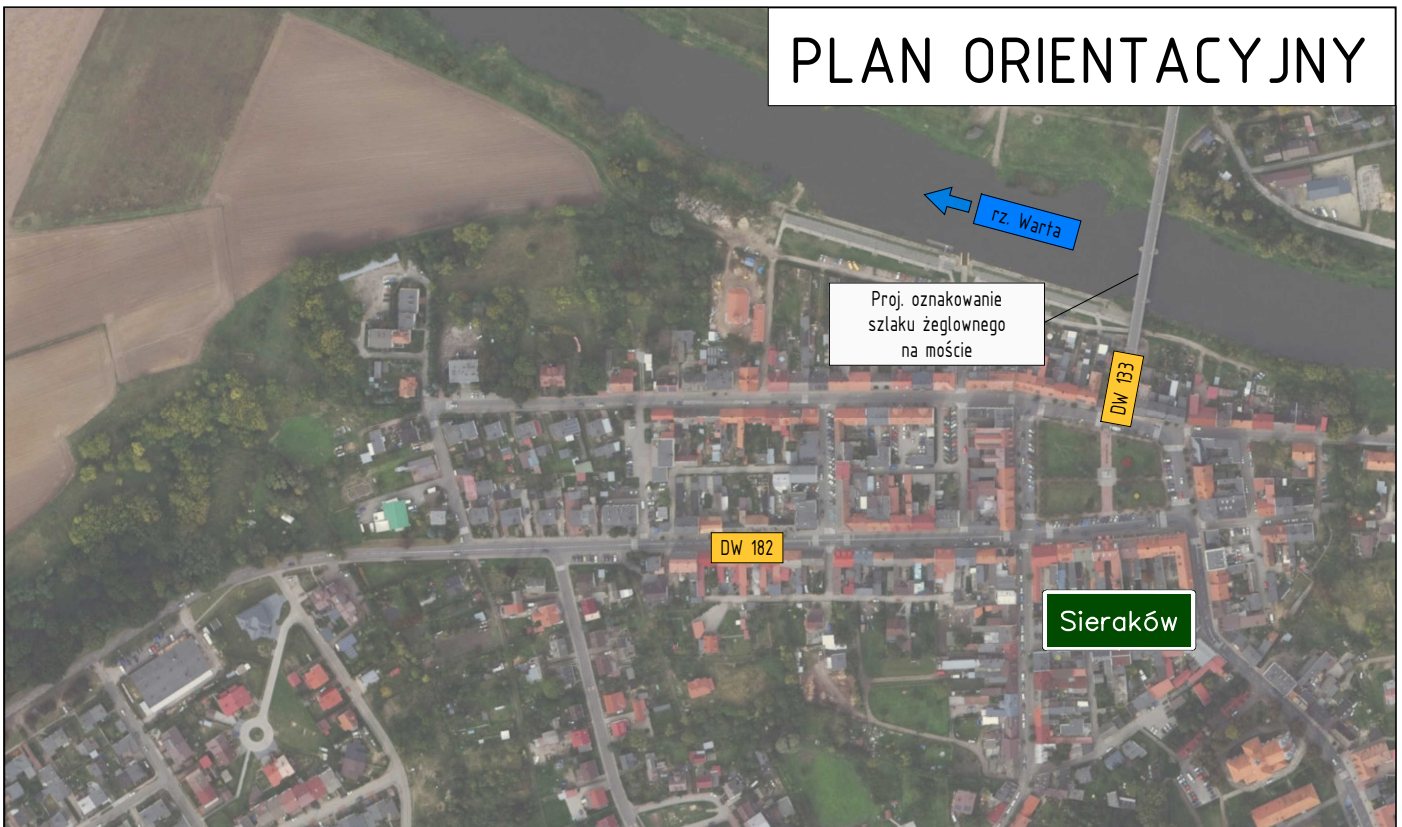 PLAN ORIENTACYJNY
rz. Warta
Proj. oznakowanie
szlaku żeglownego
na moście
DW 133
DW 182
Sieraków